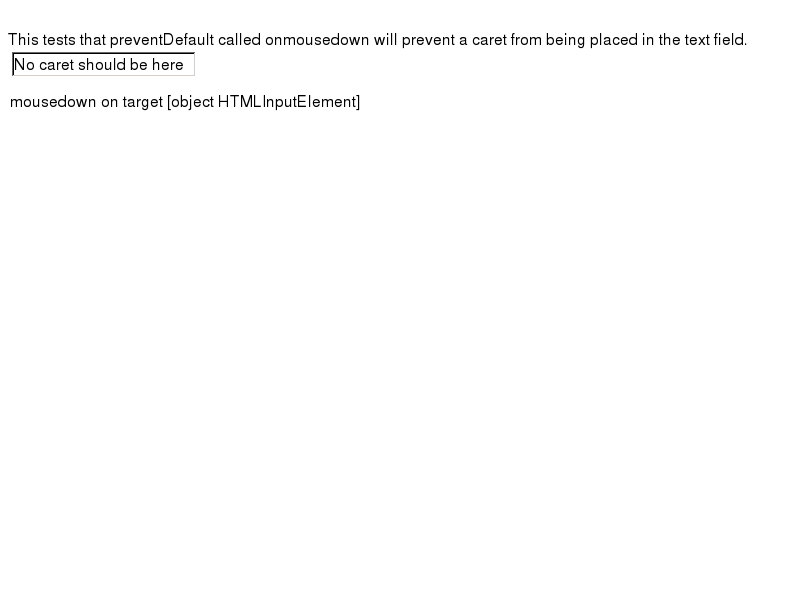 This tests that preventDefault called onmousedown will prevent a caret from being placed in the text field.
No caret should be here
mousedown on target [object HTMLInputElement]